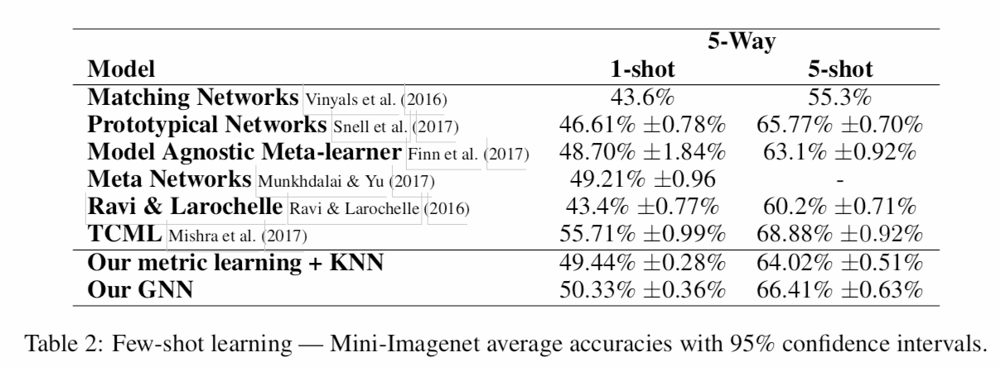 5-Way
Model 1-shot 5-shot
Matching Networks Vinyals et al. (2016) 43.6% 55.3%
Prototypical Networks Snell et al. (2017) 46.61% ±0.78% 65.77% ±0.70%
Model Agnostic Meta-learner Finn et al. (2017) 48.70% ±1.84% 63.1% ±0.92%
Meta Networks Munkhdalai & Yu (2017) 49.21% ±0.96 -
Ravi & Larochelle Ravi & Larochelle (2016) 43.4% ±0.77% 60.2% ±0.71%
TCML Mishra et al. (2017) 55.71% ±0.99% 68.88% ±0.92%
Our metric learning + KNN 49.44% ±0.28% 64.02% ±0.51%
Our GNN 50.33% ±0.36% 66.41% ±0.63%
Table 2: Few-shot learning — Mini-Imagenet average accuracies with 95% confidence intervals.